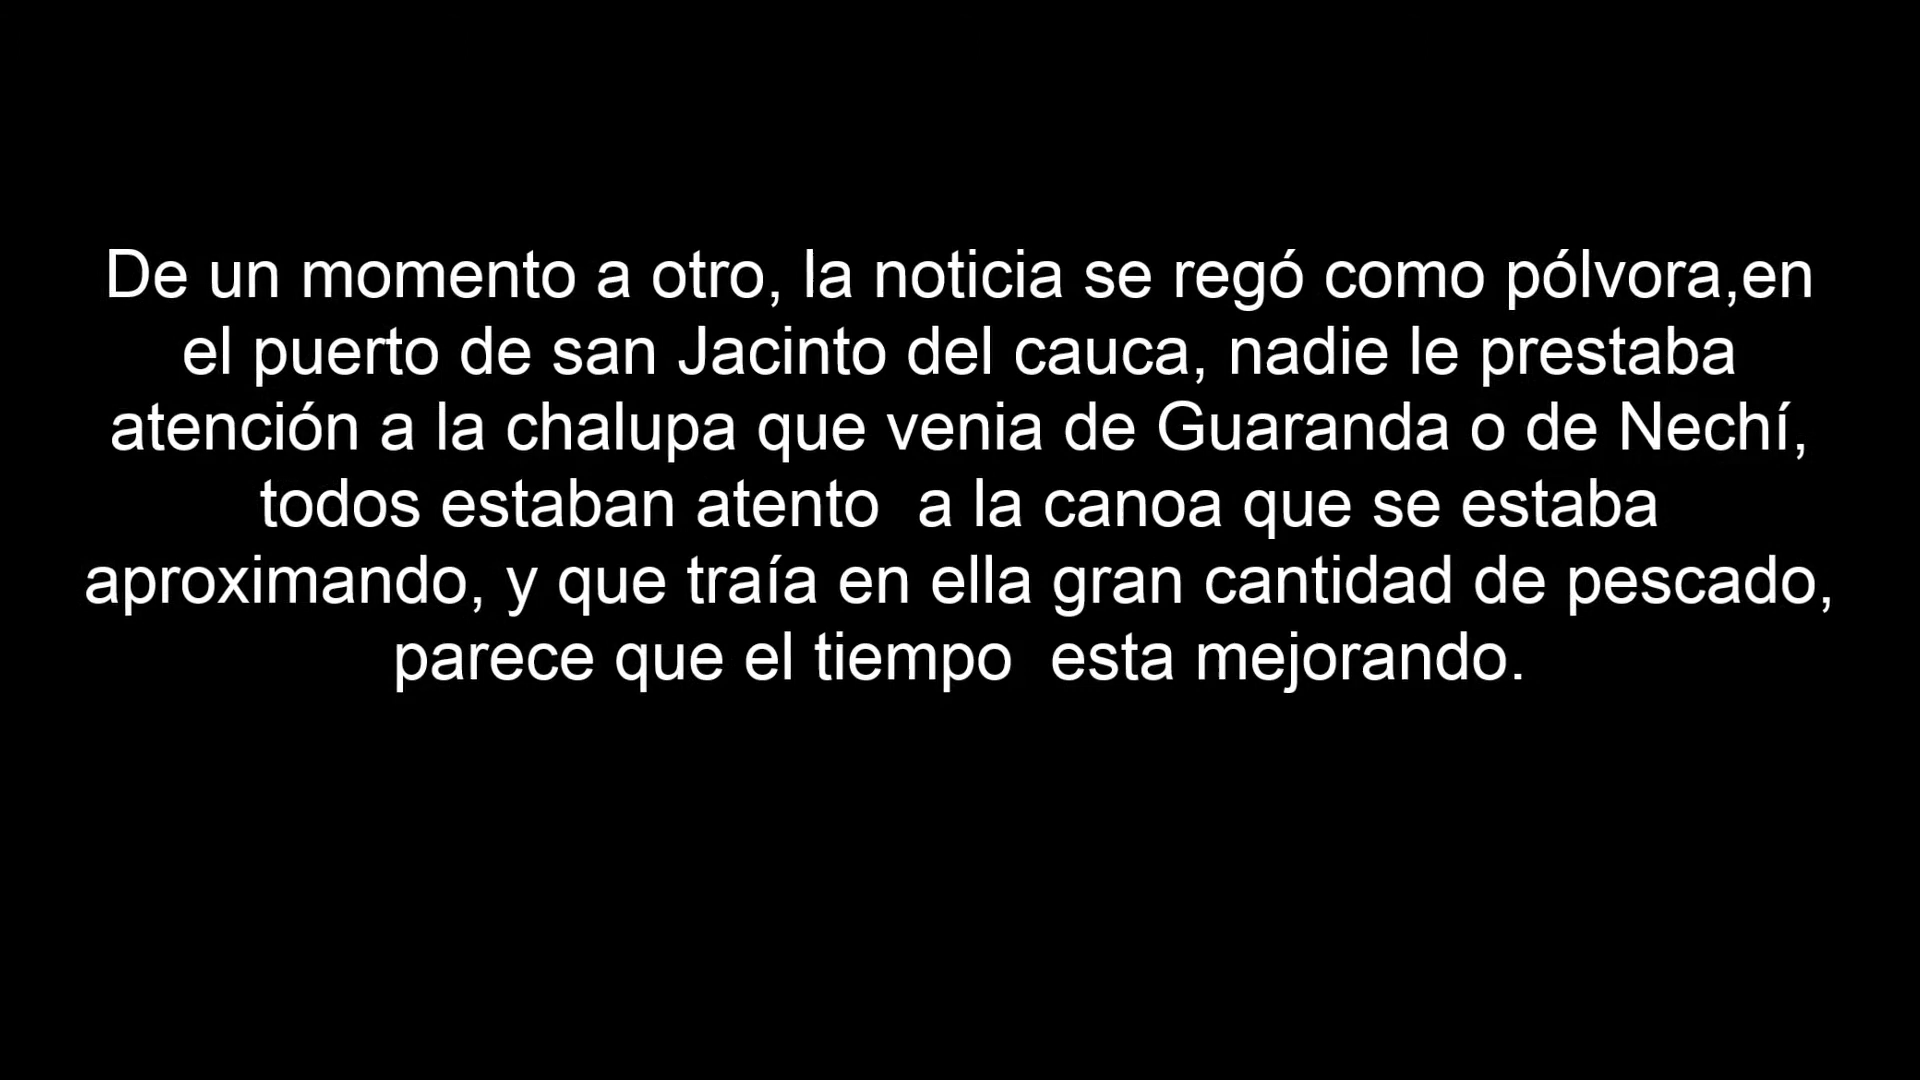 De un momento a otro, la noticia se regó como pólvora,en
el puerto de san Jacinto del cauca, nadie le prestaba
atención a la chalupa que venia de Guaranda o de Nechí,
todos estaban atento  a la canoa que se estaba
aproximando, y que traía en ella gran cantidad de pescado,
parece que el tiempo  esta mejorando.